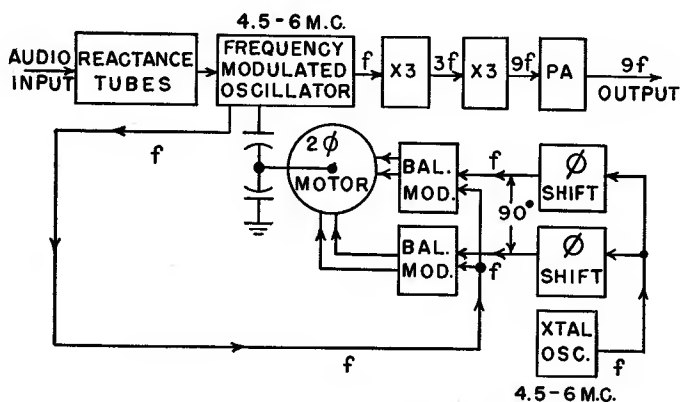 4.5-6 M.C.
AUDIO
INPUT
REACTANCE
TUBES
FREQUENCY
MODULATED
OSCILLATOR
f
X3
3f
X3
9f
PA
9f
OUTPUT
f
2Φ
MOTOR
BAL.
MOD.
f
Φ
SHIFT
90°
BAL.
MOD.
f
Φ
SHIFT
XTAL
OSC.
f
4.5-6 M.C.
f